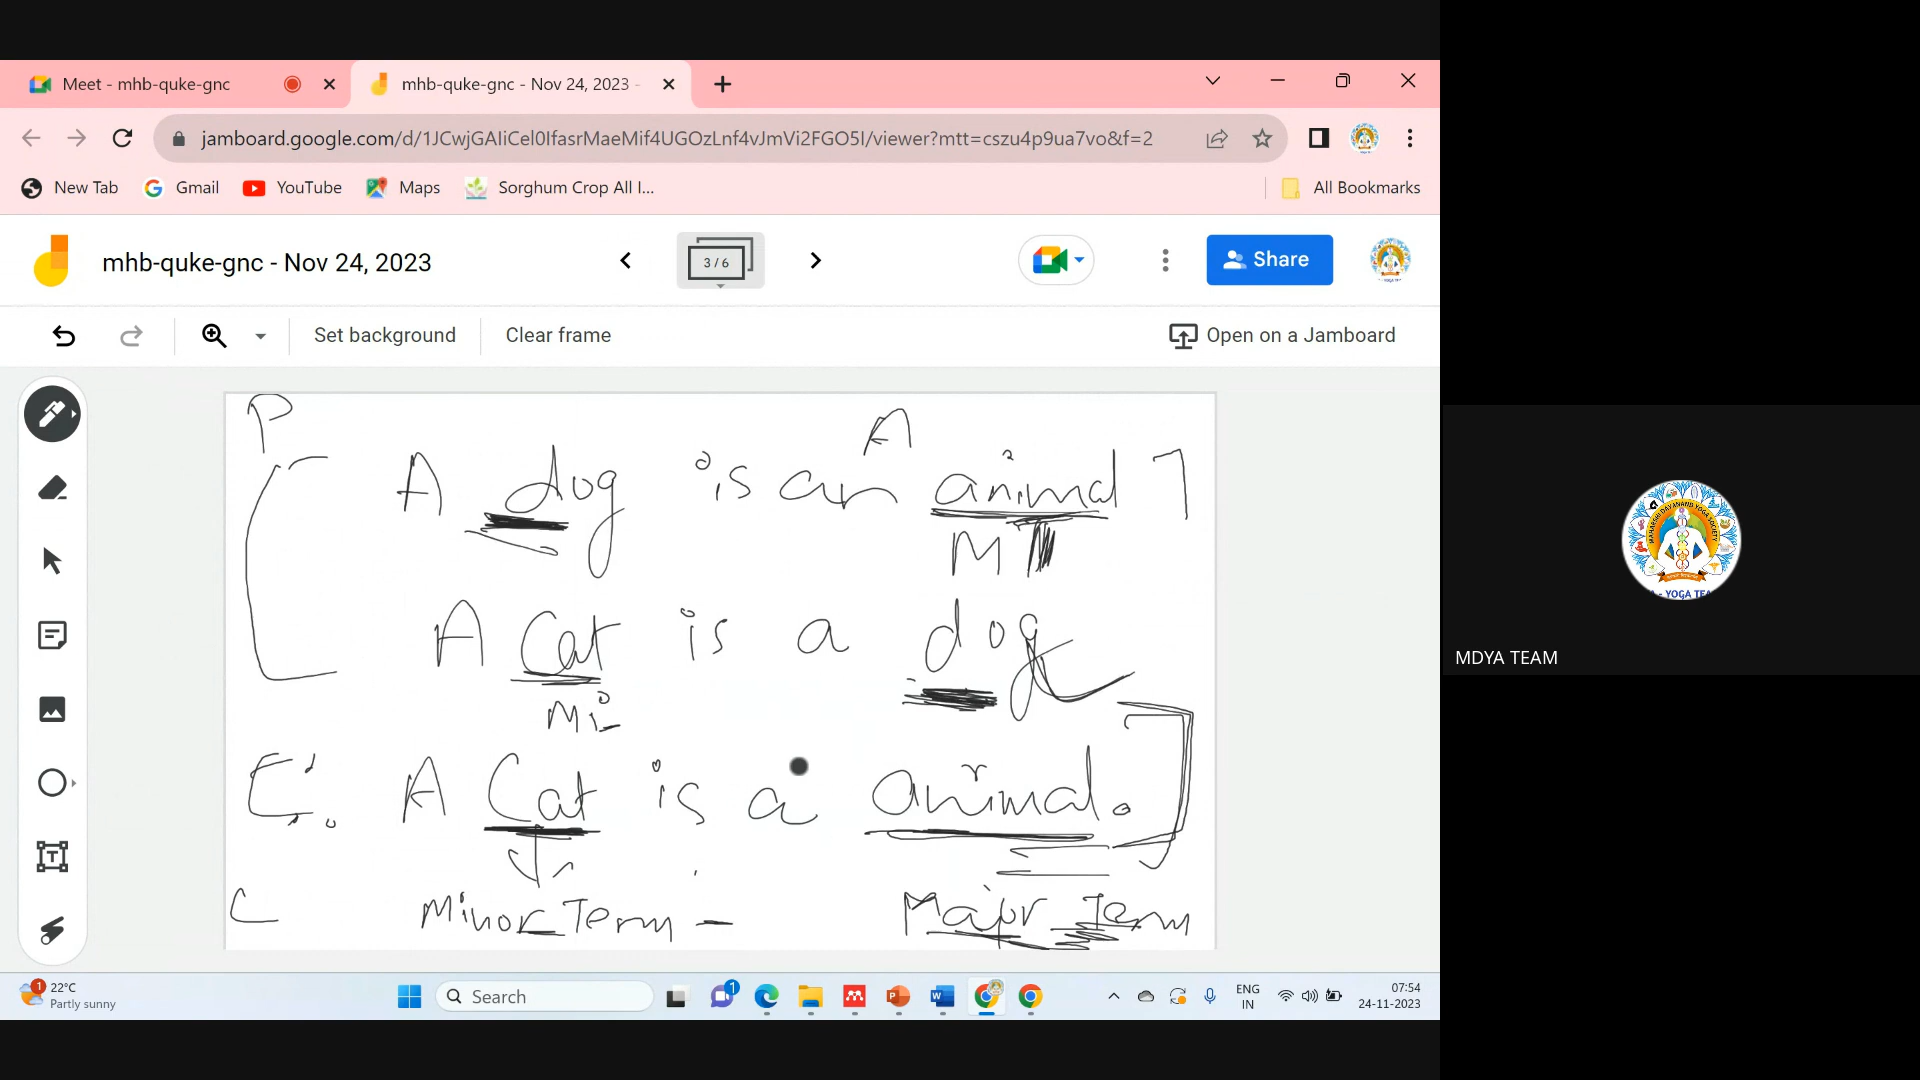 Meet - mhb-quke-gnc
mhb-quke-gnc - Nov 24, 2023 -
jamboard.google.com/d/1JCwjGAIiCel0IfasrMaeMif4UGOzLnf4vJmVi2FGO5I/viewer?mtt=cszu4p9ua7vo&f=2
New Tab Gmail YouTube Maps Sorghum Crop All I... All Bookmarks
mhb-quke-gnc - Nov 24, 2023 3 / 6 Share
Set background Clear frame Open on a Jamboard
P A
A dog is an animal
M
A Cat is a dog
Mi
A Cat is a animal.
C Minor Term - Major Term
MDYA TEAM
1 22°C
Partly sunny
Search 1 ENG
IN 07:54
24-11-2023